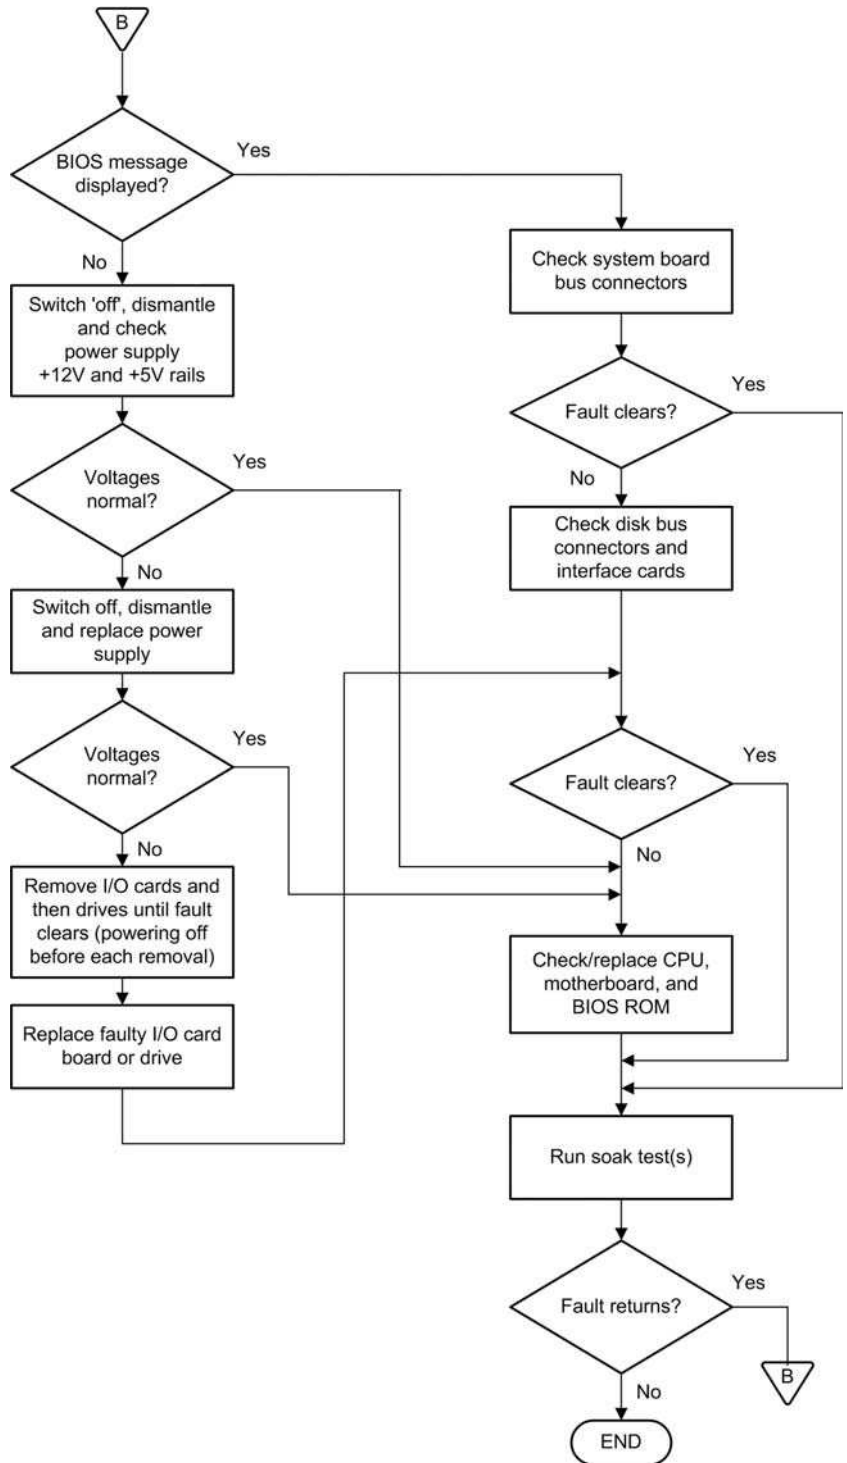 B
BIOS message
displayed?
Yes
No
Switch 'off', dismantle
and check
power supply
+12V and +5V rails
Voltages
normal?
Yes
No
Switch off, dismantle
and replace power
supply
Voltages
normal?
Yes
No
Remove I/O cards and
then drives until fault
clears (powering off
before each removal)
Replace faulty I/O card
board or drive
Check system board
bus connectors
Fault clears?
Yes
No
Check disk bus
connectors and
interface cards
Fault clears?
Yes
No
Check/replace CPU,
motherboard, and
BIOS ROM
Run soak test(s)
Fault returns?
Yes
B
No
END